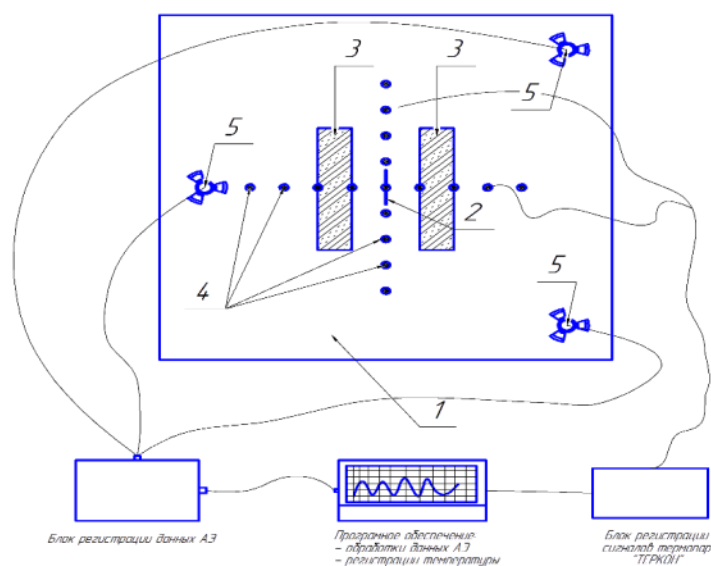 3 3
5
5
2
4
5
1
Блок регистрации данных АЭ
Програмное обеспечение:
- обработки данных АЭ
- регистрации температуры
Блок регистрации
сигналов термопар
"ТЕРКОН"